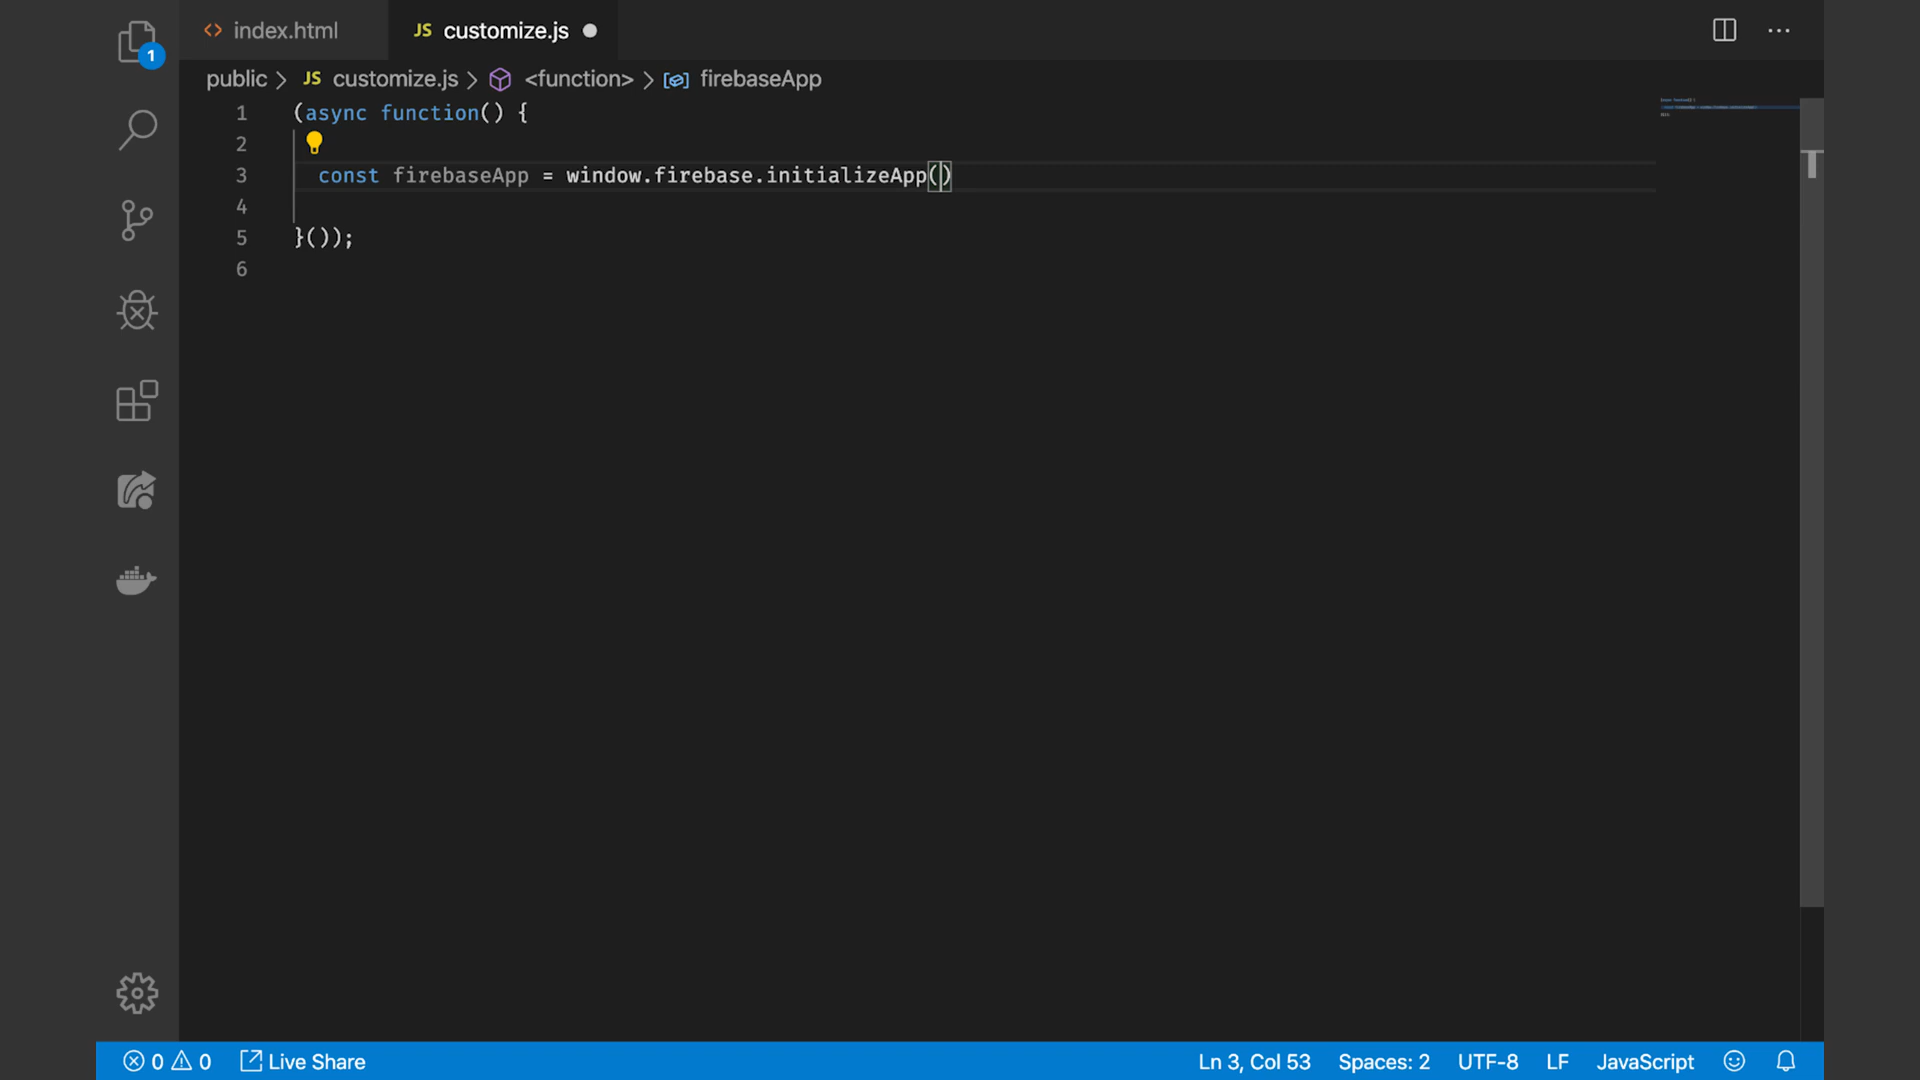 1
index.html
JS customize.js
public > JS customize.js > <function> > firebaseApp
1 (async function() {
2
3 const firebaseApp = window.firebase.initializeApp()
4
5 }());
6
0 0 Live Share
Ln 3, Col 53 Spaces: 2 UTF-8 LF JavaScript